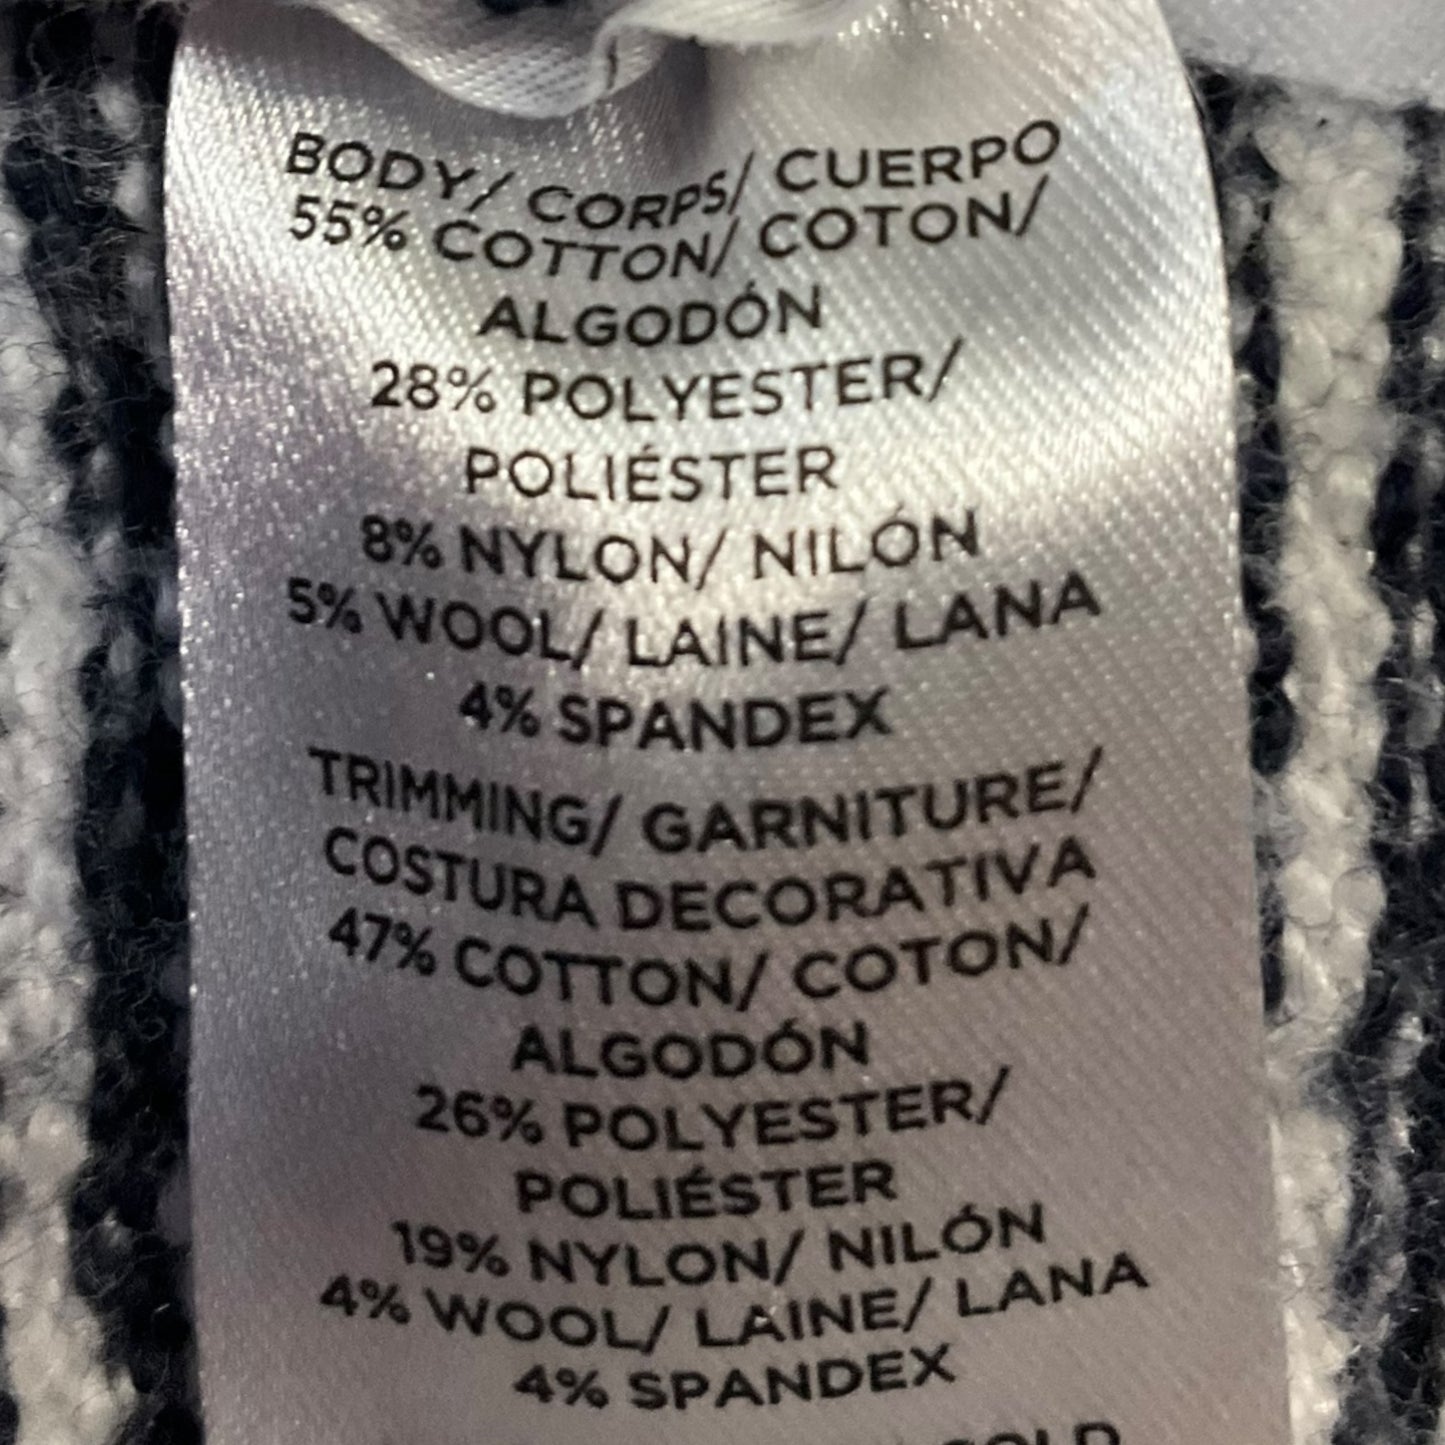 BODY/ CORPS/ CUERPO
55% COTTON/ COTON/
ALGODÓN
28% POLYESTER/
POLIÉSTER
8% NYLON/ NILÓN
5% WOOL/ LAINE/ LANA
4% SPANDEX
TRIMMING/ GARNITURE/
COSTURA DECORATIVA
47% COTTON/ COTON/
ALGODÓN
26% POLYESTER/
POLIÉSTER
19% NYLON/ NILÓN
4% WOOL/ LAINE/ LANA
4% SPANDEX